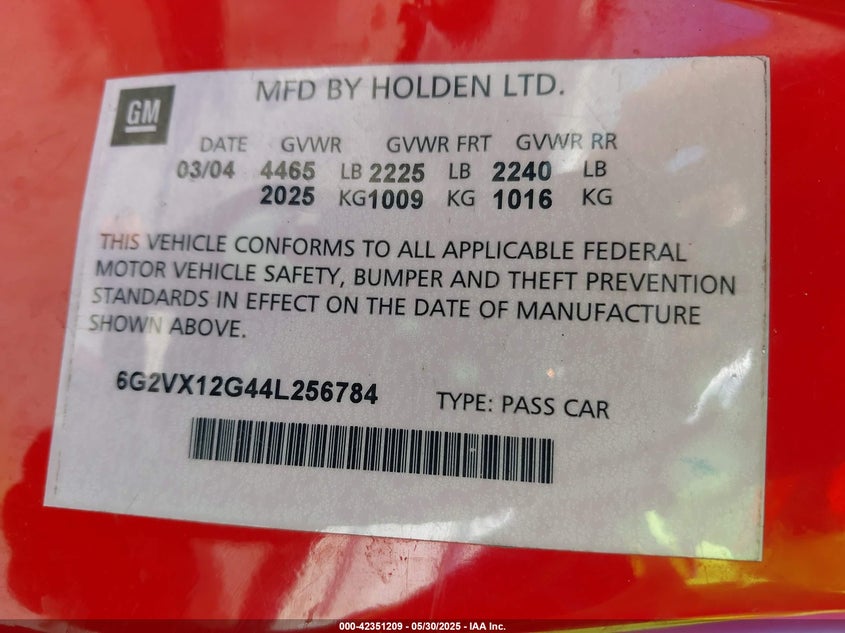 GM
MFD BY HOLDEN LTD.
DATE GVWR GVWR FRT GVWR RR
03/04 4465 LB 2225 LB 2240 LB
2025 KG 1009 KG 1016 KG
THIS VEHICLE CONFORMS TO ALL APPLICABLE FEDERAL
MOTOR VEHICLE SAFETY, BUMPER AND THEFT PREVENTION
STANDARDS IN EFFECT ON THE DATE OF MANUFACTURE
SHOWN ABOVE.
6G2VX12G44L256784 TYPE: PASS CAR
000-42351209 - 05/30/2025 - IAA Inc.